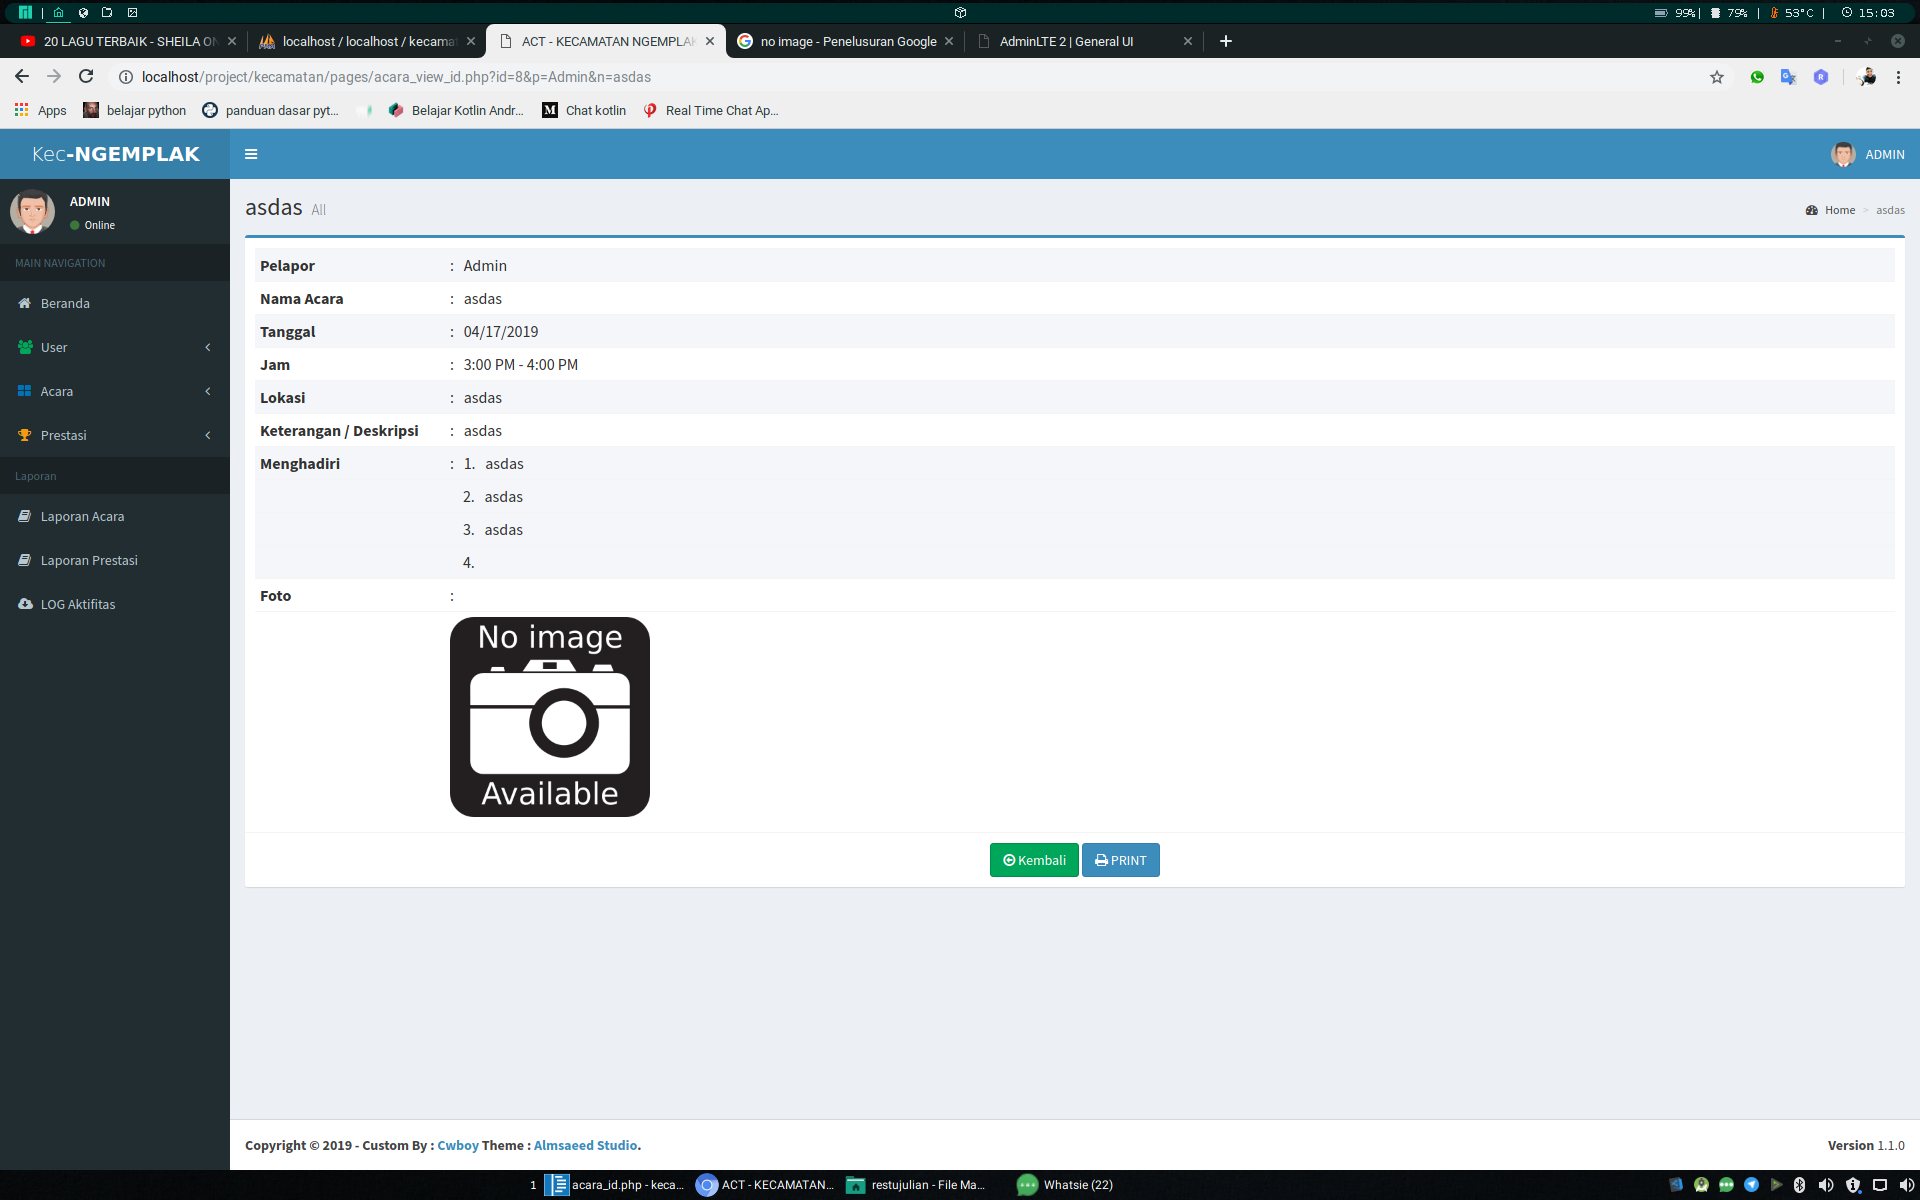 99% | 79% | 53°C | 15:03
20 LAGU TERBAIK - SHEILA ON
localhost / localhost / kecamat
ACT - KECAMATAN NGEMPLAK
no image - Penelusuran Google
AdminLTE 2 | General UI
localhost/project/kecamatan/pages/acara_view_id.php?id=8&p=Admin&n=asdas
Apps
belajar python
panduan dasar pyt...
Belajar Kotlin Andr...
Chat kotlin
Real Time Chat Ap...
Kec-NGEMPLAK
ADMIN
ADMIN
Online
MAIN NAVIGATION
Beranda
User
Acara
Prestasi
Laporan
Laporan Acara
Laporan Prestasi
LOG Aktifitas
asdas All
Home > asdas
Pelapor : Admin
Nama Acara : asdas
Tanggal : 04/17/2019
Jam : 3:00 PM - 4:00 PM
Lokasi : asdas
Keterangan / Deskripsi : asdas
Menghadiri : 1. asdas
2. asdas
3. asdas
4.
Foto :
No image
Available
Kembali
PRINT
Copyright © 2019 - Custom By : Cwboy Theme : Almsaeed Studio.
Version 1.1.0
1
acara_id.php - keca...
ACT - KECAMATAN...
restujulian - File Ma...
Whatsie (22)